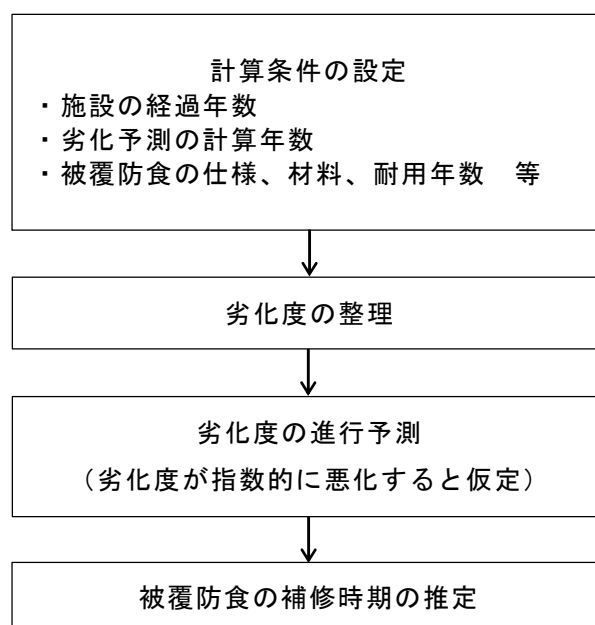 計算条件の設定
・施設の経過年数
・劣化予測の計算年数
・被覆防食の仕様、材料、耐用年数　等
劣化度の整理
劣化度の進行予測
（劣化度が指数的に悪化すると仮定）
被覆防食の補修時期の推定